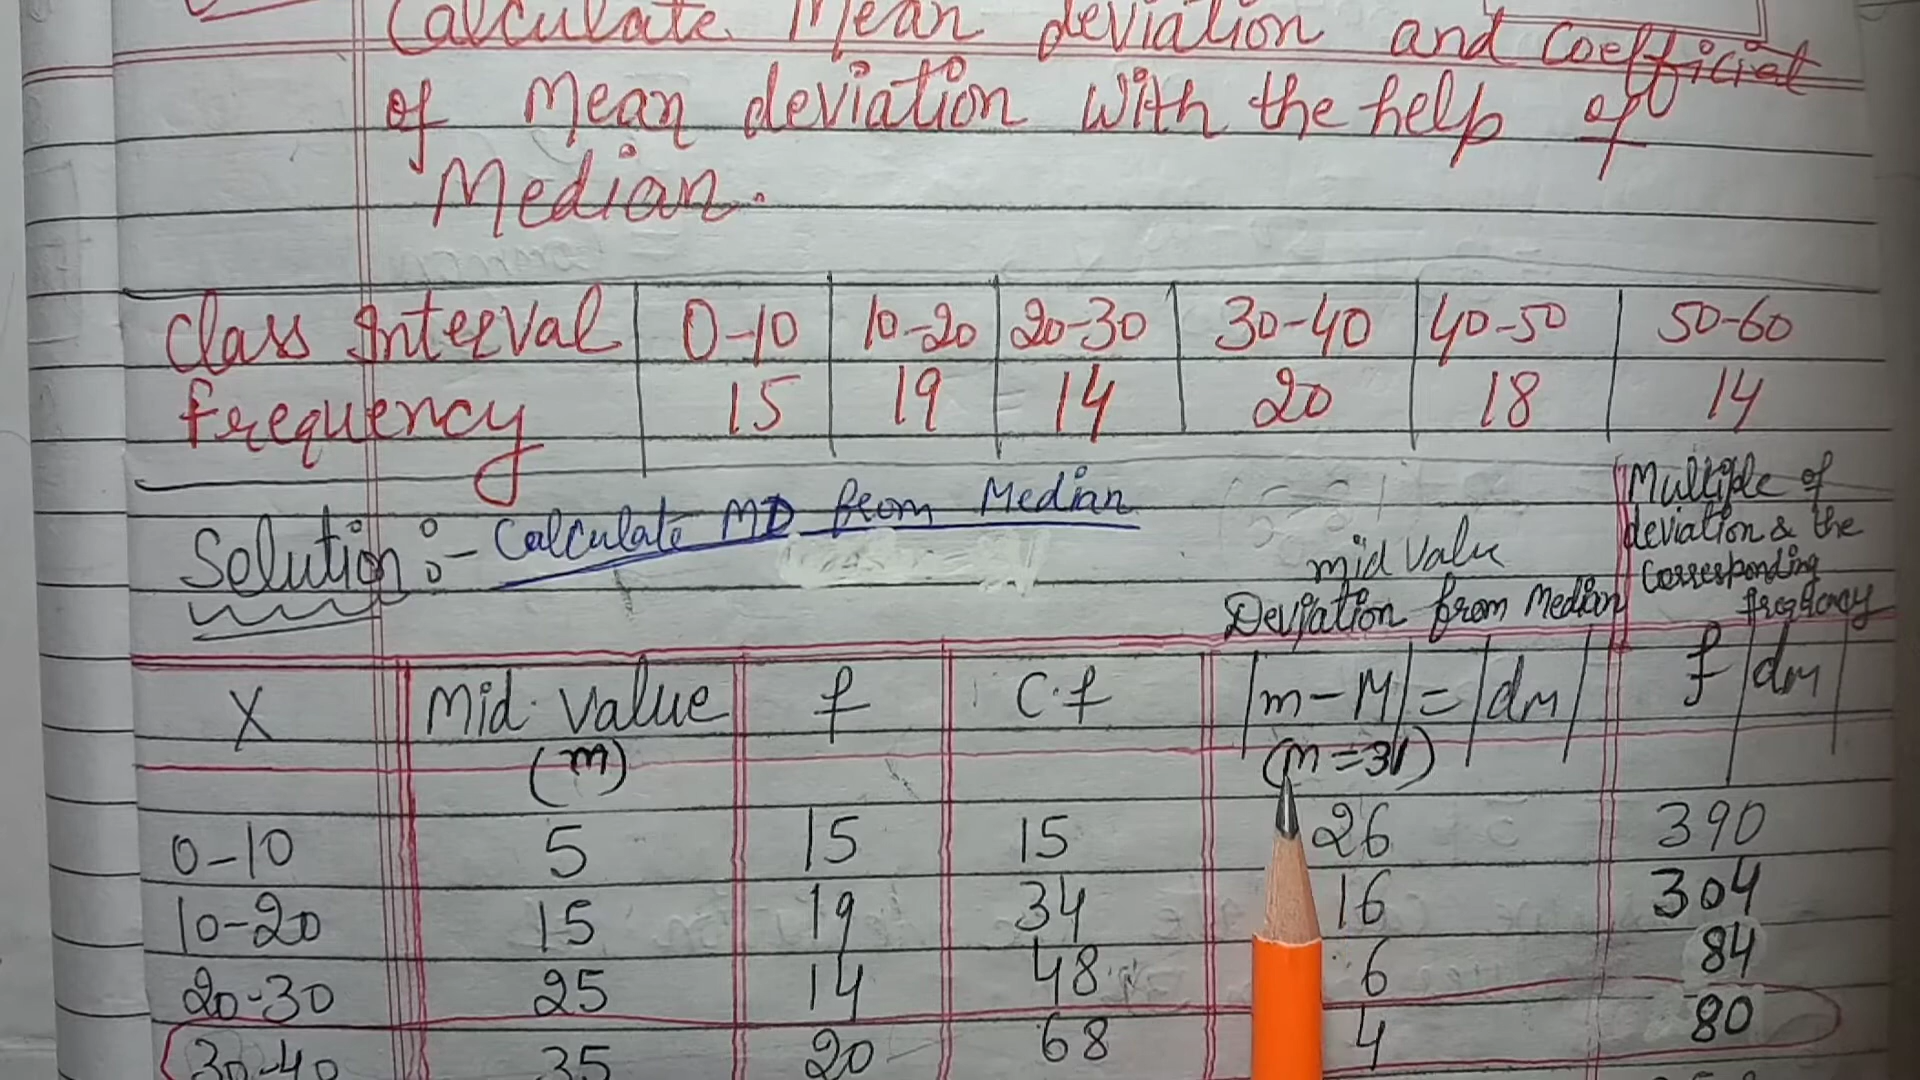 Calculate Mean deviation and Coefficient
of Mean deviation with the help of
Median.
Class Interval 0-10 10-20 20-30 30-40 40-50 50-60
frequency 15 19 14 20 18 14
Solution:- Calculate MD from Median
mid value
Deviation from Median
Multiple of
deviation & the
Corresponding
frequency
X Mid. value f C.f |m-M|=|dM| f|dM|
(m) (M=31)
0-10 5 15 15 26 390
10-20 15 19 34 16 304
20-30 25 14 48 6 84
30-40 35 20 68 4 80